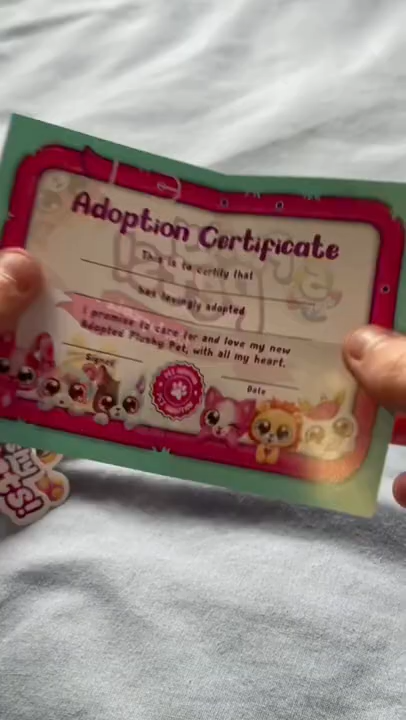 Adoption Certificate
This is to certify that
has lovingly adopted
I promise to care for and love my new
Adopted Plushy Pet, with all my heart.
Signed
Date